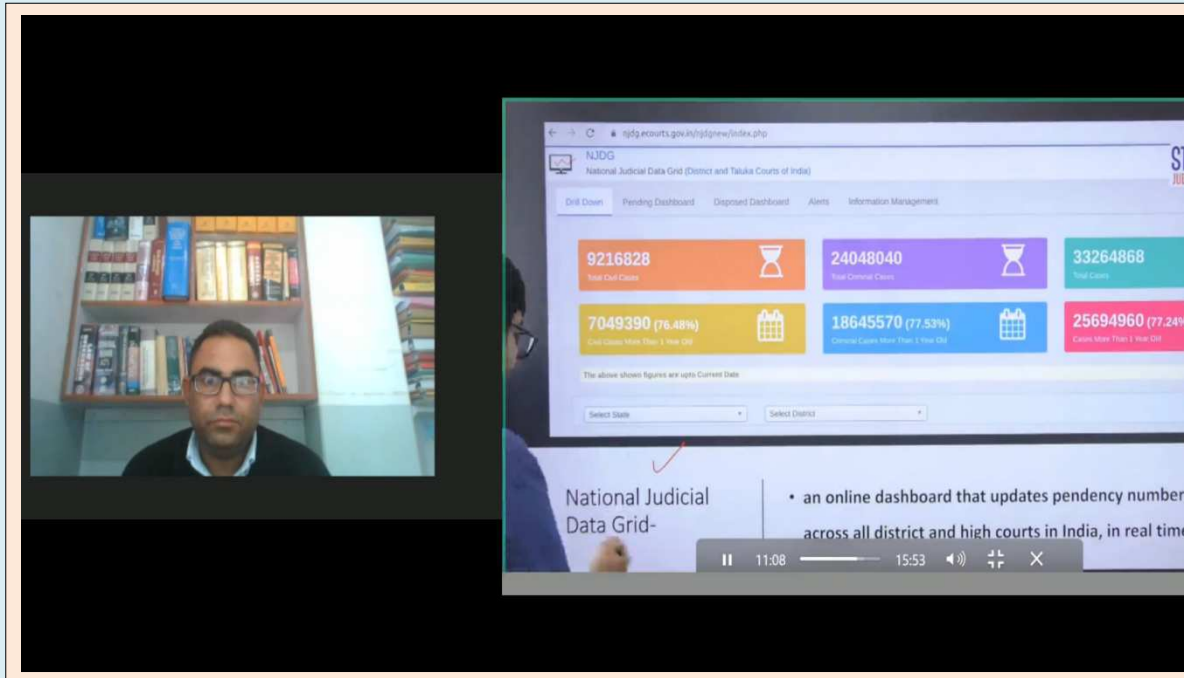 njdg.ecourts.gov.in/njdgnew/index.php
NJDG
National Judicial Data Grid (District and Taluka Courts of India)
ST
JUD
Drill Down Pending Dashboard Disposed Dashboard Alerts Information Management
9216828
Total Civil Cases
24048040
Total Criminal Cases
33264868
Total Cases
7049390 (76.48%)
Civil Cases More Than 1 Year Old
18645570 (77.53%)
Criminal Cases More Than 1 Year Old
25694960 (77.24%
Cases More Than 1 Year Old
The above shown figures are upto Current Date
Select State
Select District
National Judicial
Data Grid-
• an online dashboard that updates pendency number
across all district and high courts in India, in real time
11:08
15:53